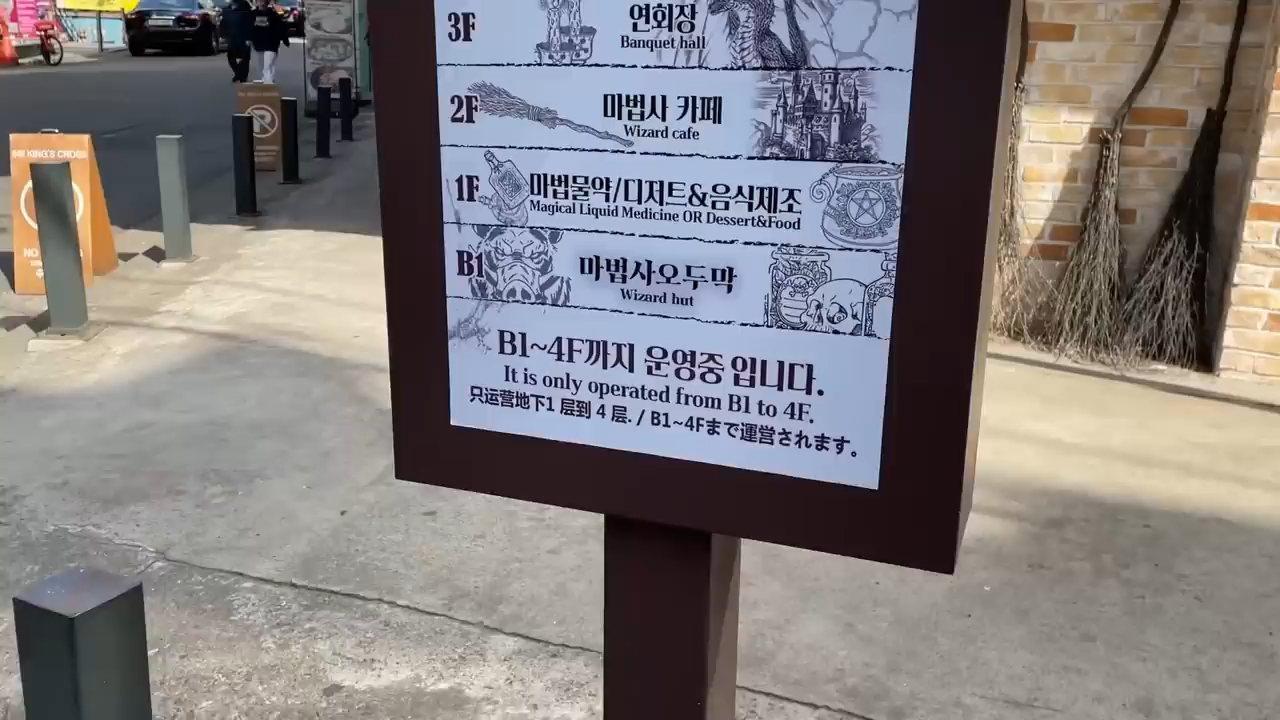 3F
연회장
Banquet hall
2F
마법사 카페
Wizard cafe
1F
마법물약/디저트&음식제조
Magical Liquid Medicine OR Dessert&Food
B1
마법사오두막
Wizard hut
B1~4F까지 운영중 입니다.
It is only operated from B1 to 4F.
只运营地下1 层到 4 层. / B1~4Fまで運営されます。
KING'S CROSS
NO